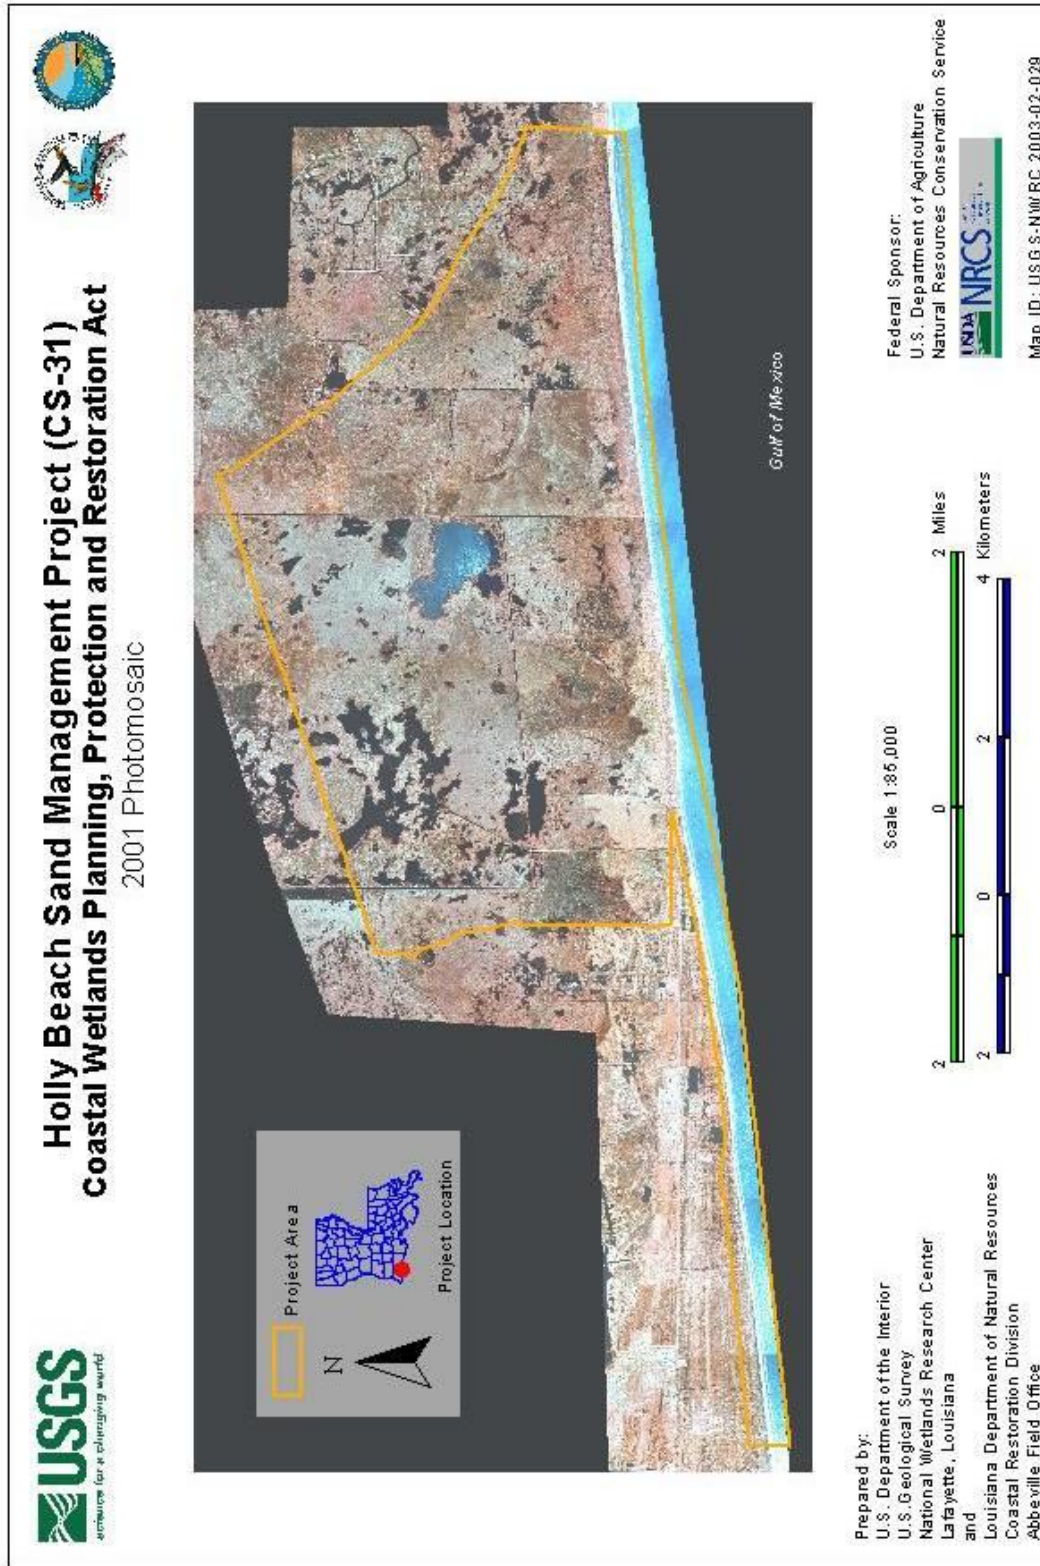 USGS
science for a changing world
Holly Beach Sand Management Project (CS-31)
Coastal Wetlands Planning, Protection and Restoration Act
2001 Photomosaic
Project Area
N
Project Location
Gulf of Mexico
Prepared by:
U.S. Department of the Interior
U.S. Geological Survey
National Wetlands Research Center
Lafayette, Louisiana
and
Louisiana Department of Natural Resources
Coastal Restoration Division
Abbeville Field Office
Scale 1:85,000
2 0 2 Miles
2 0 2 4 Kilometers
Federal Sponsor:
U.S. Department of Agriculture
Natural Resources Conservation Service
USDA NRCS
Map ID: USGS-NWRC 2003-02-029